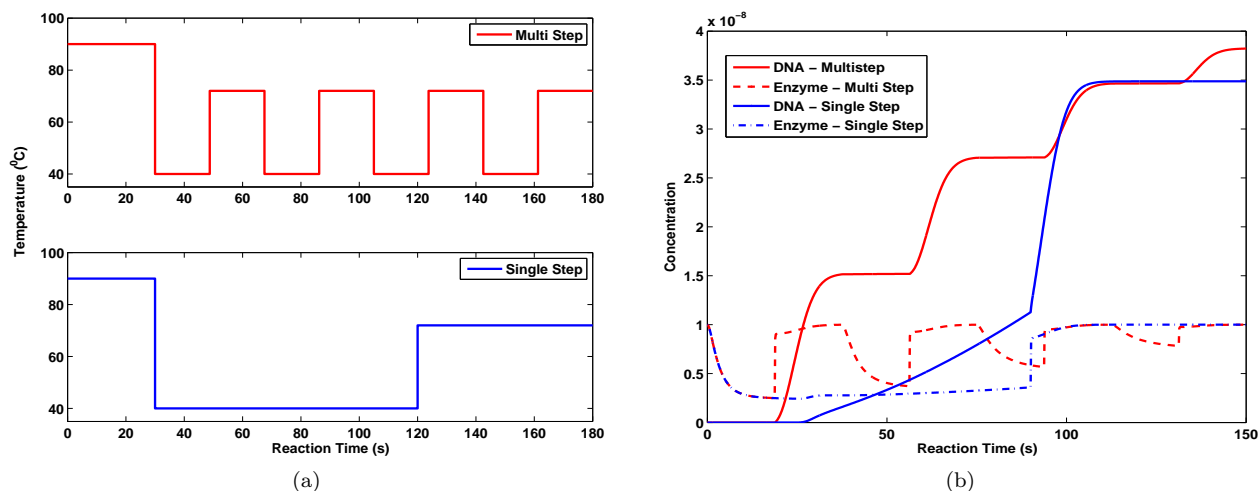 100
80
60
40
0 20 40 60 80 100 120 140 160 180
Multi Step
Temperature (⁰C)
100
80
60
40
0 20 40 60 80 100 120 140 160 180
Single Step
Reaction Time (s)
(a)
x 10⁻⁸
4
3.5
3
2.5
2
1.5
1
0.5
0
Concentration
DNA – Multistep
Enzyme – Multi Step
DNA – Single Step
Enzyme – Single Step
0 50 100 150
Reaction Time (s)
(b)